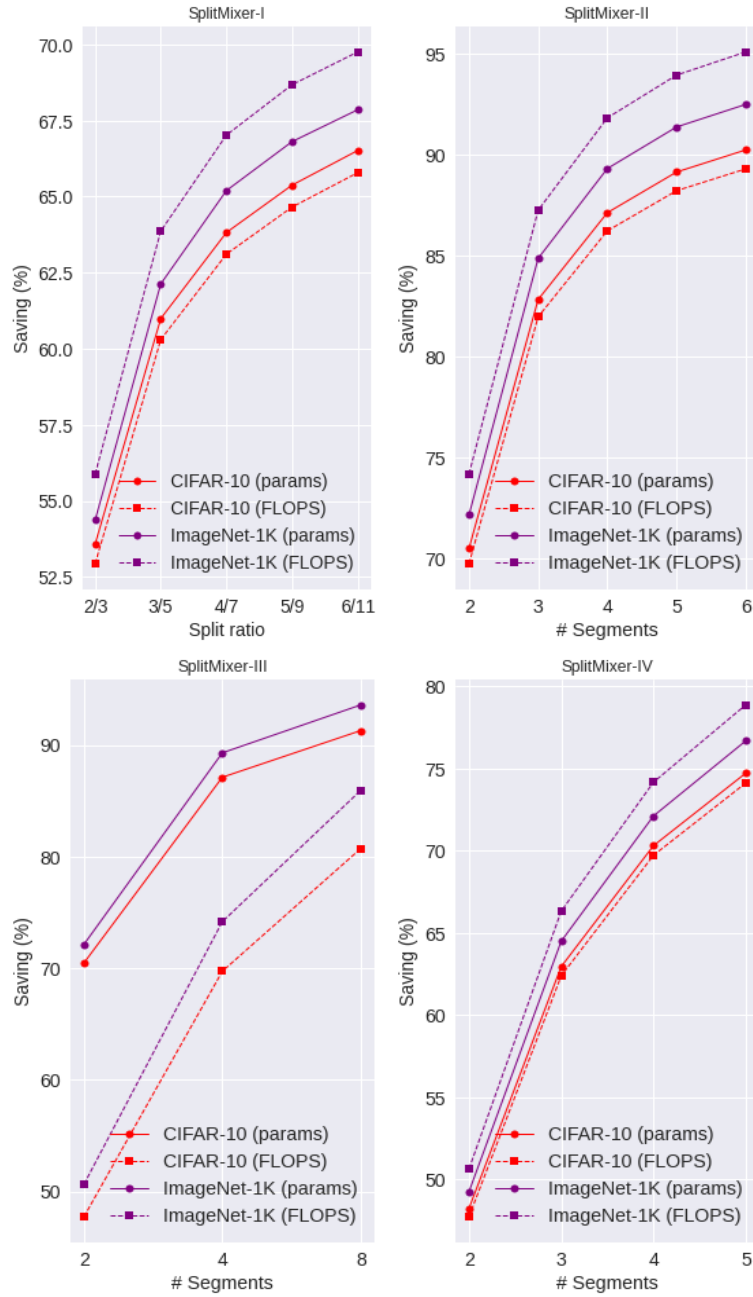 SplitMixer-I
70.0
67.5
65.0
62.5
60.0
57.5
55.0
52.5
Saving (%)
CIFAR-10 (params)
CIFAR-10 (FLOPS)
ImageNet-1K (params)
ImageNet-1K (FLOPS)
2/3 3/5 4/7 5/9 6/11
Split ratio
SplitMixer-II
95
90
85
80
75
70
Saving (%)
CIFAR-10 (params)
CIFAR-10 (FLOPS)
ImageNet-1K (params)
ImageNet-1K (FLOPS)
2 3 4 5 6
# Segments
SplitMixer-III
90
80
70
60
50
Saving (%)
CIFAR-10 (params)
CIFAR-10 (FLOPS)
ImageNet-1K (params)
ImageNet-1K (FLOPS)
2 4 8
# Segments
SplitMixer-IV
80
75
70
65
60
55
50
Saving (%)
CIFAR-10 (params)
CIFAR-10 (FLOPS)
ImageNet-1K (params)
ImageNet-1K (FLOPS)
2 3 4 5
# Segments